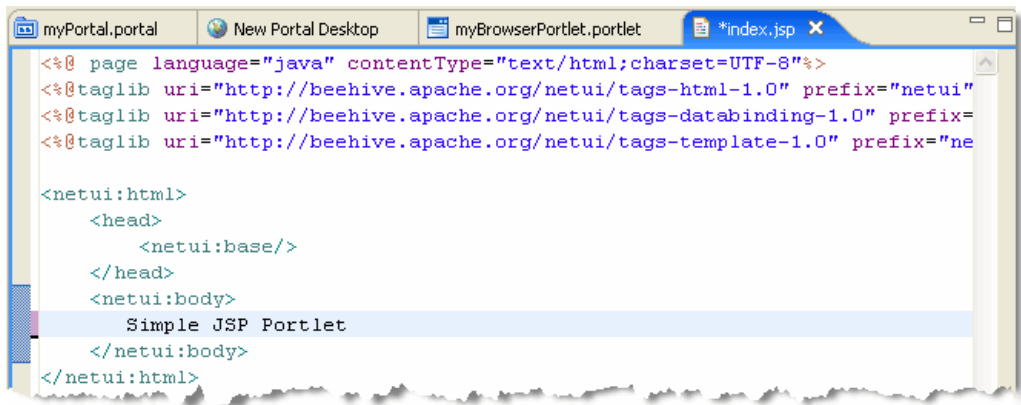 myPortal.portal New Portal Desktop myBrowserPortlet.portlet *index.jsp
<%@ page language="java" contentType="text/html;charset=UTF-8"%>
<%@taglib uri="http://beehive.apache.org/netui/tags-html-1.0" prefix="netui"
<%@taglib uri="http://beehive.apache.org/netui/tags-databinding-1.0" prefix=
<%@taglib uri="http://beehive.apache.org/netui/tags-template-1.0" prefix="ne
<netui:html>
<head>
<netui:base/>
</head>
<netui:body>
Simple JSP Portlet
</netui:body>
</netui:html>